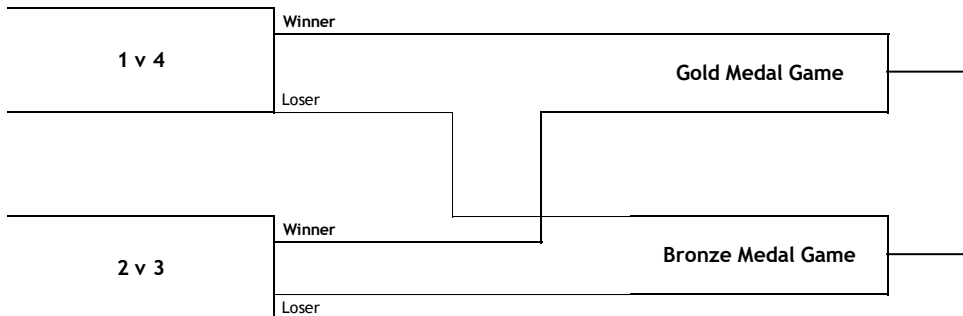 Winner
1 v 4
Gold Medal Game
Loser
Winner
2 v 3
Bronze Medal Game
Loser